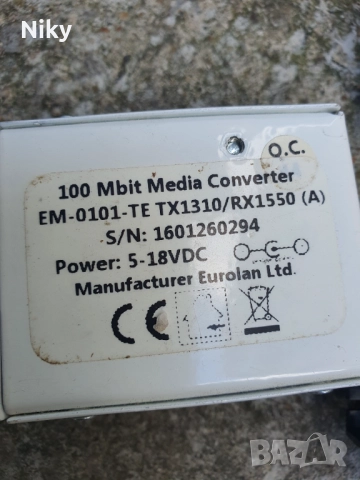 Niky
O.C.
100 Mbit Media Converter
EM-0101-TE TX1310/RX1550 (A)
S/N: 1601260294
Power: 5-18VDC
Manufacturer Eurolan Ltd.
CE
BAZAR